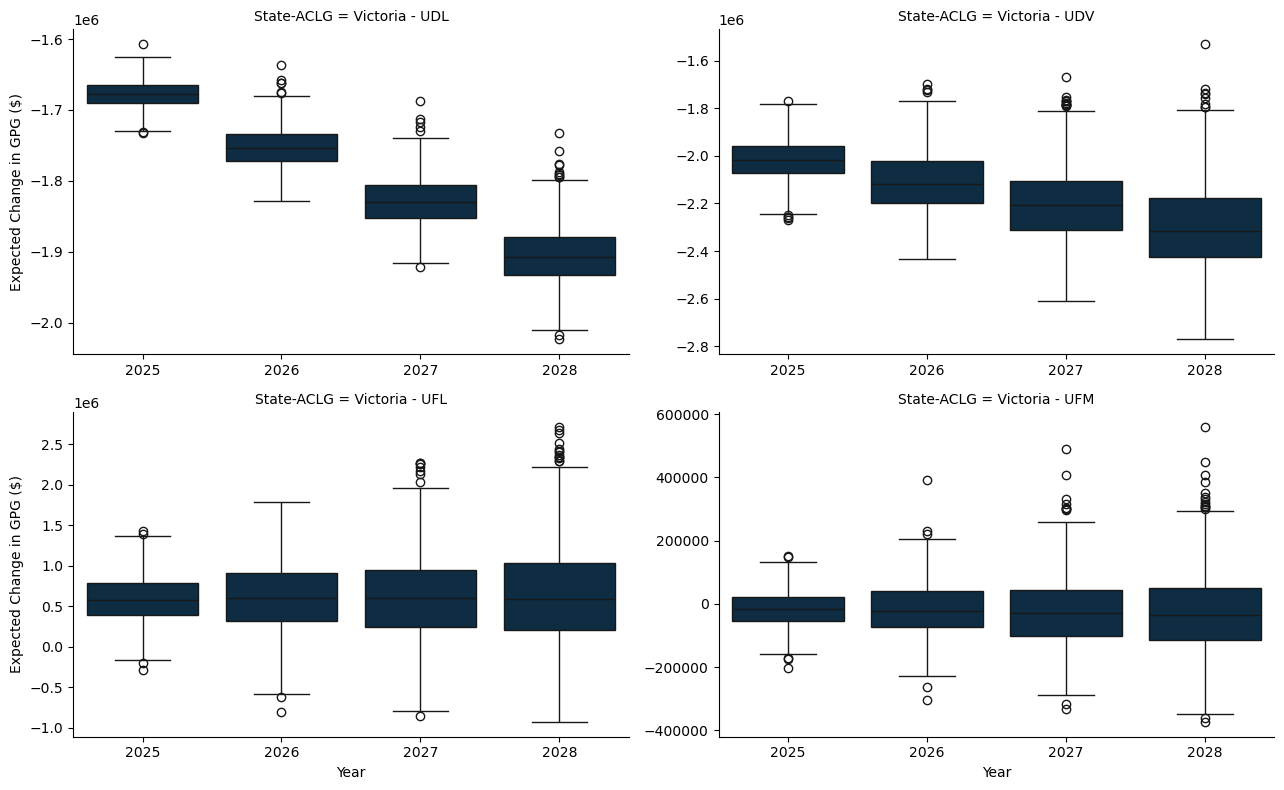 State-ACLG = Victoria - UDL
1e6
Expected Change in GPG ($)
−1.6
−1.7
−1.8
−1.9
−2.0
2025 2026 2027 2028
State-ACLG = Victoria - UDV
1e6
−1.6
−1.8
−2.0
−2.2
−2.4
−2.6
−2.8
2025 2026 2027 2028
State-ACLG = Victoria - UFL
1e6
Expected Change in GPG ($)
2.5
2.0
1.5
1.0
0.5
0.0
−0.5
−1.0
2025 2026 2027 2028
Year
State-ACLG = Victoria - UFM
600000
400000
200000
0
−200000
−400000
2025 2026 2027 2028
Year